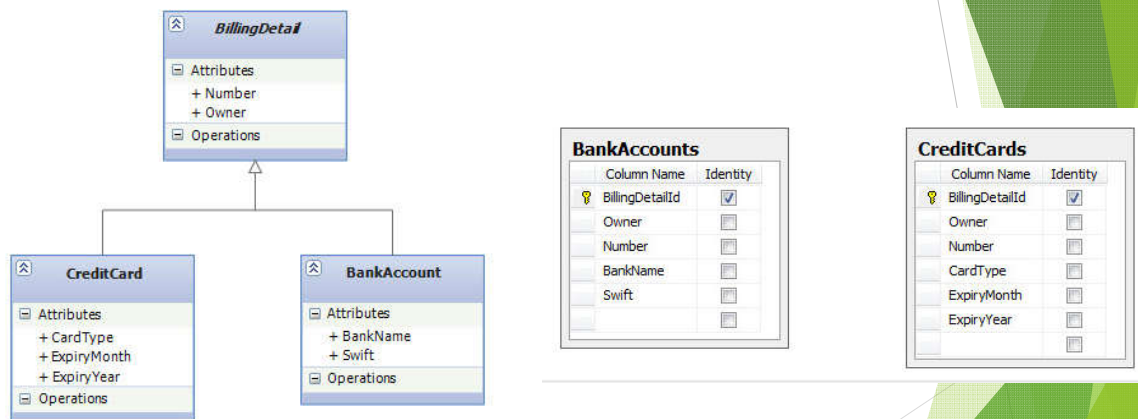 BillingDetail
Attributes
+ Number
+ Owner
Operations
CreditCard
Attributes
+ CardType
+ ExpiryMonth
+ ExpiryYear
Operations
BankAccount
Attributes
+ BankName
+ Swift
Operations
BankAccounts
Column Name Identity
BillingDetailId
Owner
Number
BankName
Swift
CreditCards
Column Name Identity
BillingDetailId
Owner
Number
CardType
ExpiryMonth
ExpiryYear